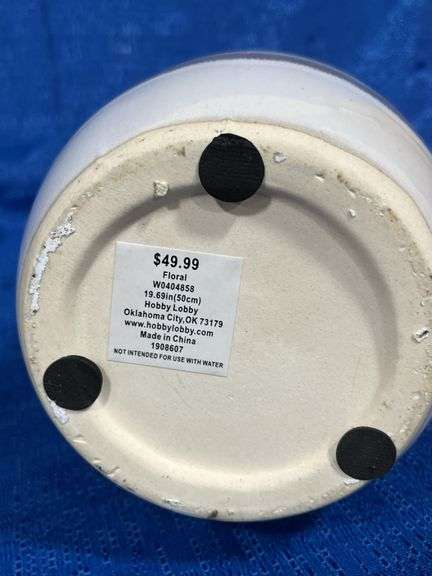 $49.99
Floral
W0404858
19.69in(50cm)
Hobby Lobby
Oklahoma City,OK 73179
www.hobbylobby.com
Made in China
1908607
NOT INTENDED FOR USE WITH WATER